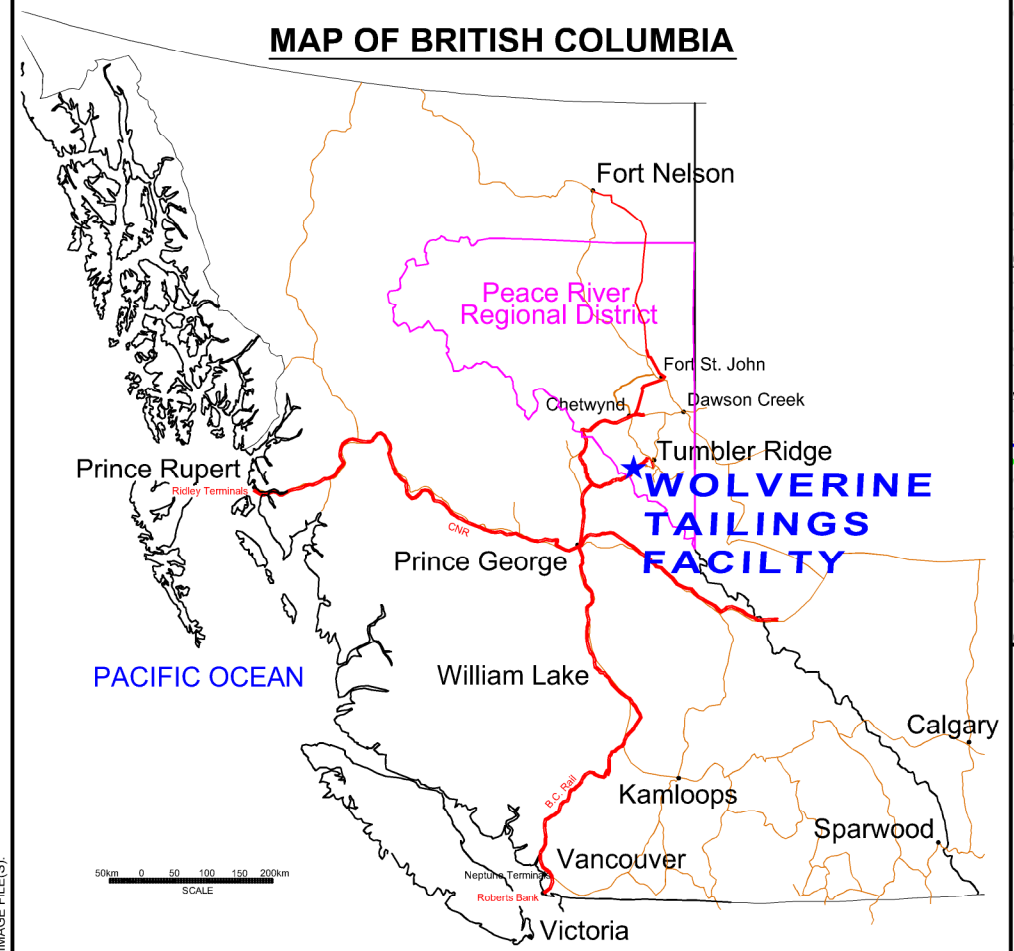 MAP OF BRITISH COLUMBIA
Fort Nelson
Peace River
Regional District
Fort St. John
Chetwynd
Dawson Creek
Tumbler Ridge
Prince Rupert
Ridley Terminals
WOLVERINE
TAILINGS
FACILTY
CNR
Prince George
PACIFIC OCEAN
William Lake
Calgary
B.C. Rail
Kamloops
Sparwood
Vancouver
Neptune Terminals
Roberts Bank
Victoria
50km 0 50 100 150 200km
SCALE
IMAGE FILE(S):